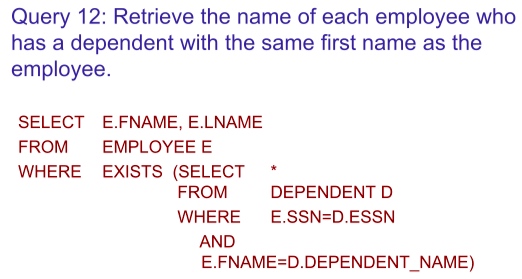 Query 12: Retrieve the name of each employee who
has a dependent with the same first name as the
employee.
SELECT E.FNAME, E.LNAME
FROM EMPLOYEE E
WHERE EXISTS (SELECT *
FROM DEPENDENT D
WHERE E.SSN=D.ESSN
AND
E.FNAME=D.DEPENDENT_NAME)